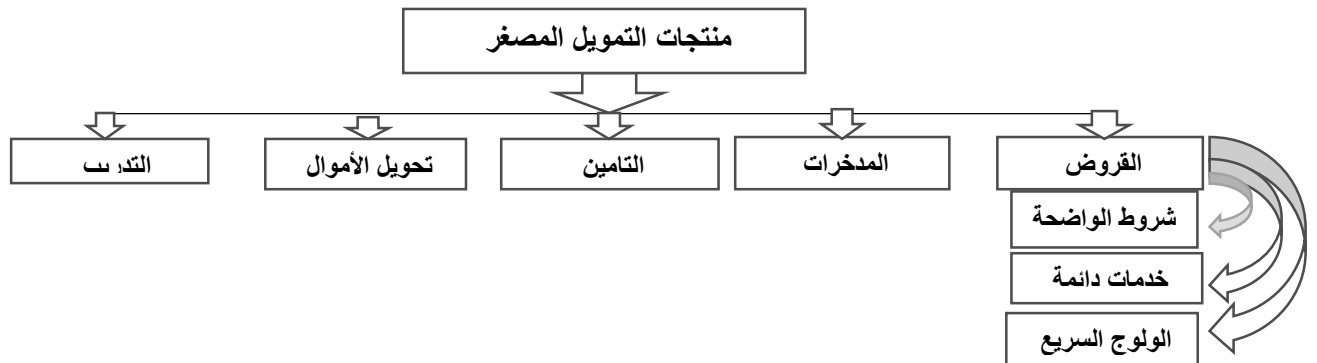 منتجات التمويل المصغر
القروض
المدخرات
التامين
تحويل الأموال
شروط الواضحة
خدمات دائمة
الولوج السريع